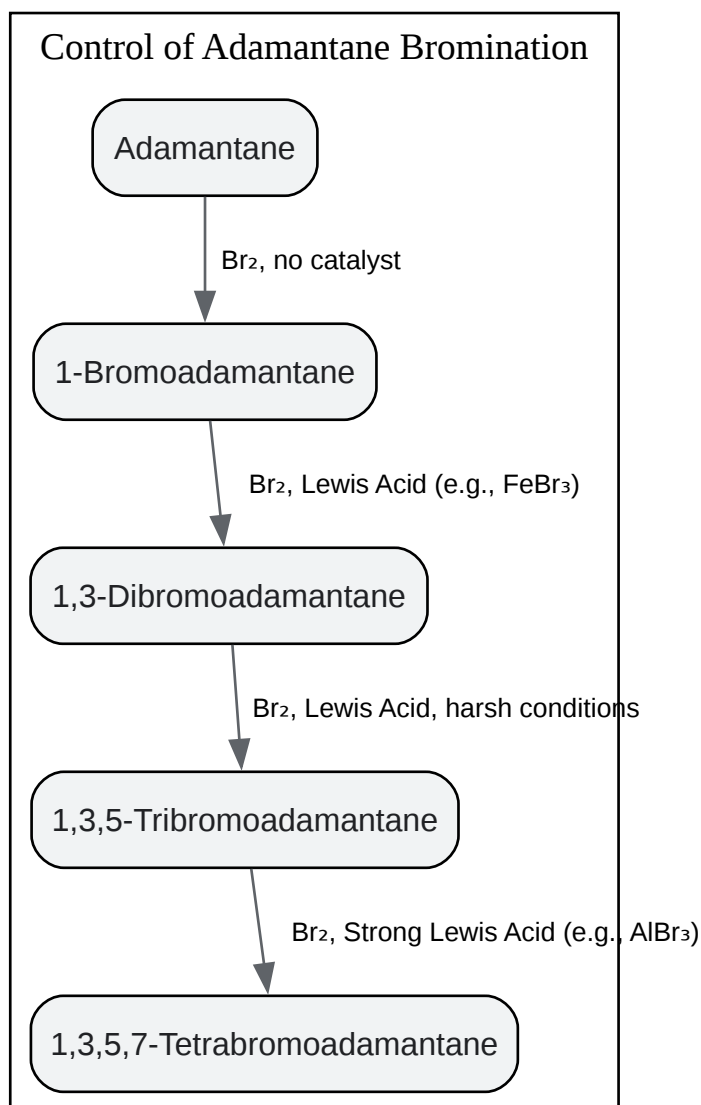 Control of Adamantane Bromination
Adamantane
Br₂, no catalyst
1-Bromoadamantane
Br₂, Lewis Acid (e.g., FeBr₃)
1,3-Dibromoadamantane
Br₂, Lewis Acid, harsh conditions
1,3,5-Tribromoadamantane
Br₂, Strong Lewis Acid (e.g., AlBr₃)
1,3,5,7-Tetrabromoadamantane